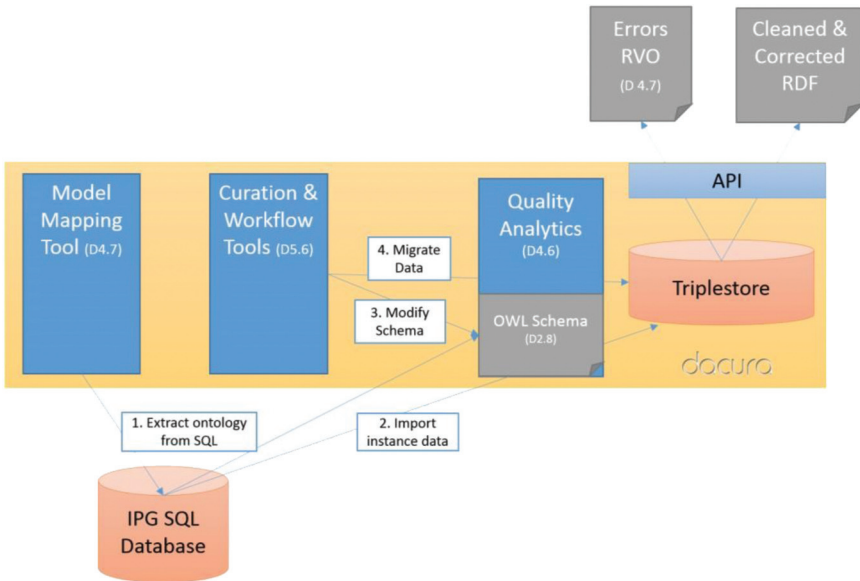 Errors
RVO
(D 4.7)
Cleaned &
Corrected
RDF
API
Model
Mapping
Tool (D4.7)
Curation &
Workflow
Tools (D5.6)
Quality
Analytics
(D4.6)
4. Migrate
Data
Triplestore
3. Modify
Schema
OWL Schema
(D2.8)
dacura
1. Extract ontology
from SQL
2. Import
instance data
IPG SQL
Database